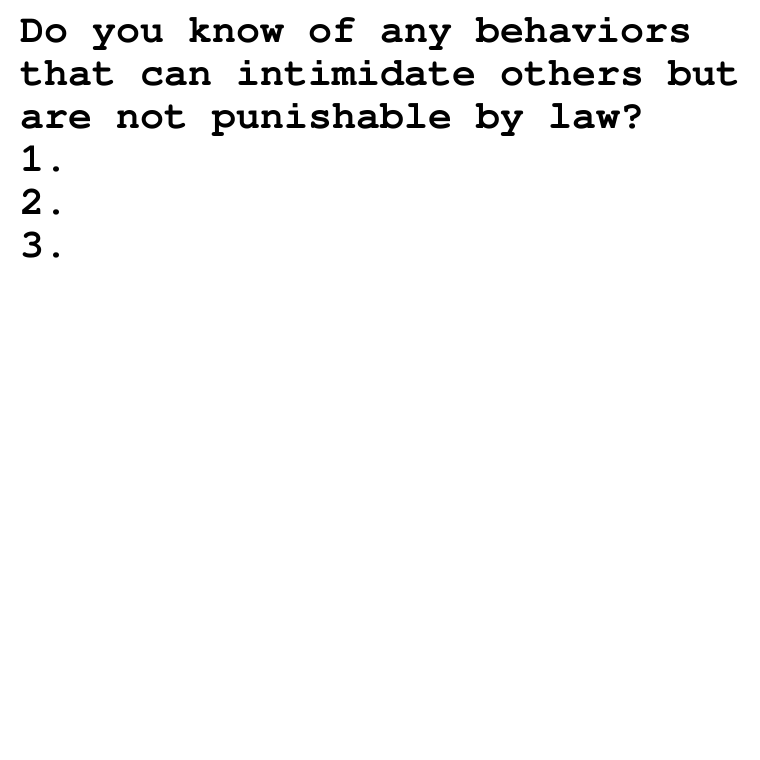 Do you know of any behaviors
that can intimidate others but
are not punishable by law?
1.
2.
3.